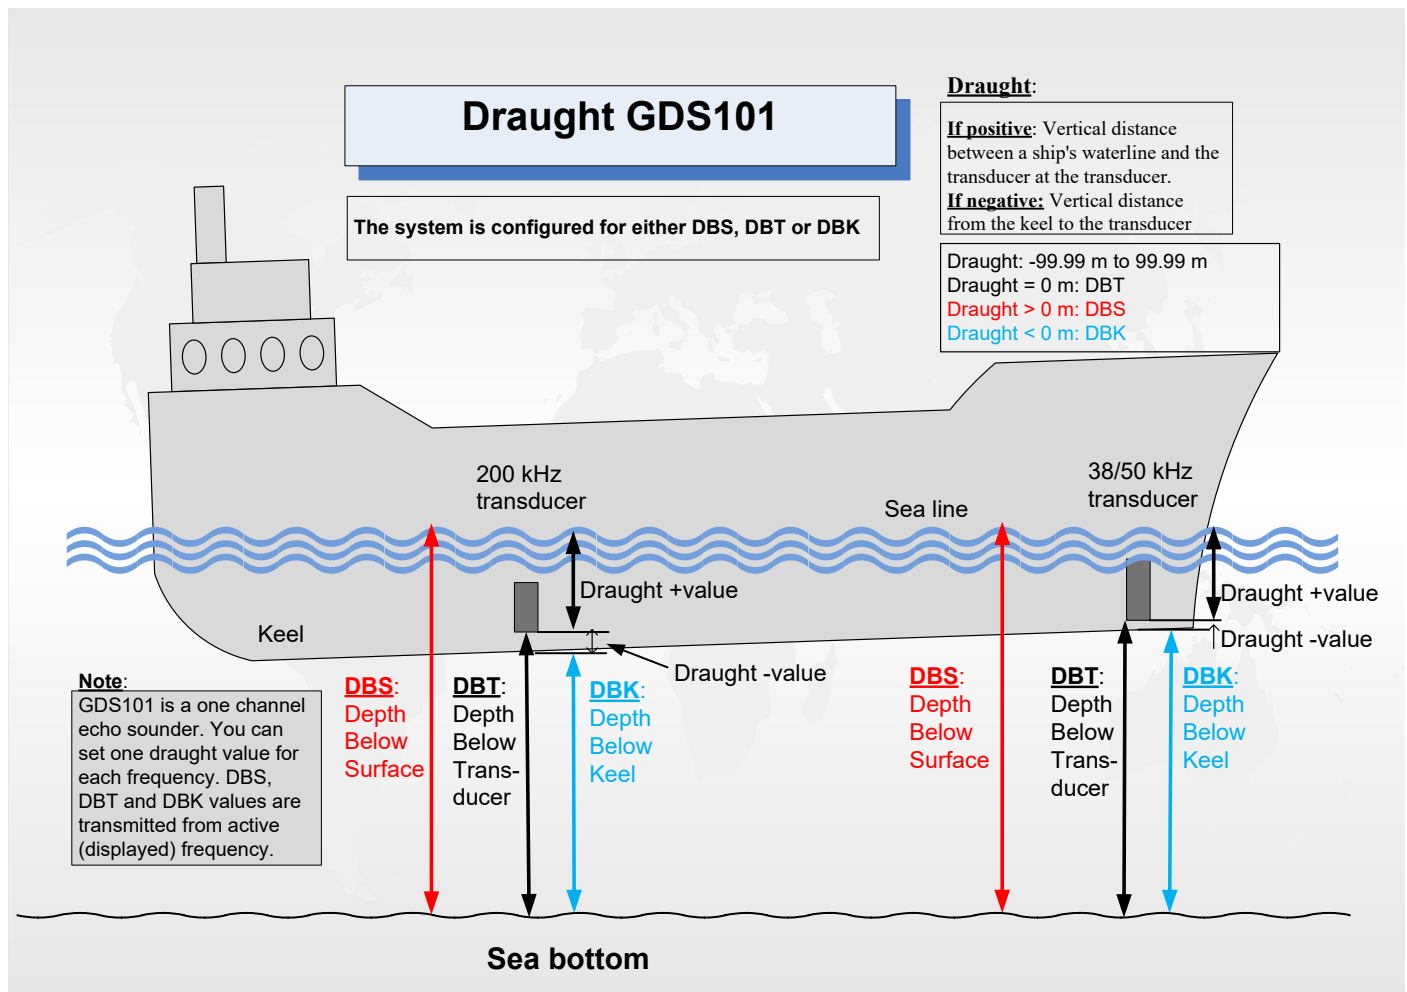 Draught GDS101
The system is configured for either DBS, DBT or DBK
Draught:
If positive: Vertical distance
between a ship's waterline and the
transducer at the transducer.
If negative: Vertical distance
from the keel to the transducer
Draught: -99.99 m to 99.99 m
Draught = 0 m: DBT
Draught > 0 m: DBS
Draught < 0 m: DBK
200 kHz
transducer
Sea line
38/50 kHz
transducer
Draught +value
Draught +value
Keel
Draught -value
Draught -value
Note:
GDS101 is a one channel
echo sounder. You can
set one draught value for
each frequency. DBS,
DBT and DBK values are
transmitted from active
(displayed) frequency.
DBS:
Depth
Below
Surface
DBT:
Depth
Below
Trans-
ducer
DBK:
Depth
Below
Keel
DBS:
Depth
Below
Surface
DBT:
Depth
Below
Trans-
ducer
DBK:
Depth
Below
Keel
Sea bottom